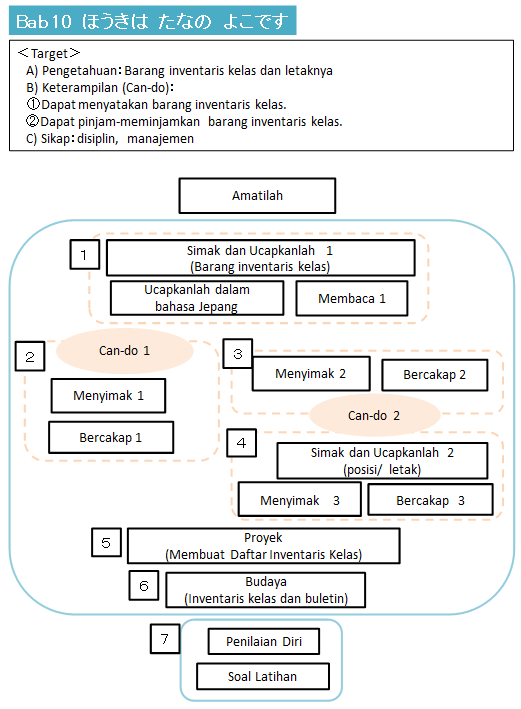 Bab10 ほうきは たなの よこです
＜Target＞
A) Pengetahuan：Barang inventaris kelas dan letaknya
B) Keterampilan (Can-do)：
①Dapat menyatakan barang inventaris kelas.
②Dapat pinjam-meminjamkan barang inventaris kelas.
C) Sikap：disiplin, manajemen
Amatilah
1
Simak dan Ucapkanlah 1
(Barang inventaris kelas)
Ucapkanlah dalam
bahasa Jepang
Membaca 1
2
Can-do 1
Menyimak 1
Bercakap 1
3
Menyimak 2
Bercakap 2
Can-do 2
4
Simak dan Ucapkanlah 2
(posisi/ letak)
Menyimak 3
Bercakap 3
5
Proyek
(Membuat Daftar Inventaris Kelas)
6
Budaya
(Inventaris kelas dan buletin)
7
Penilaian Diri
Soal Latihan